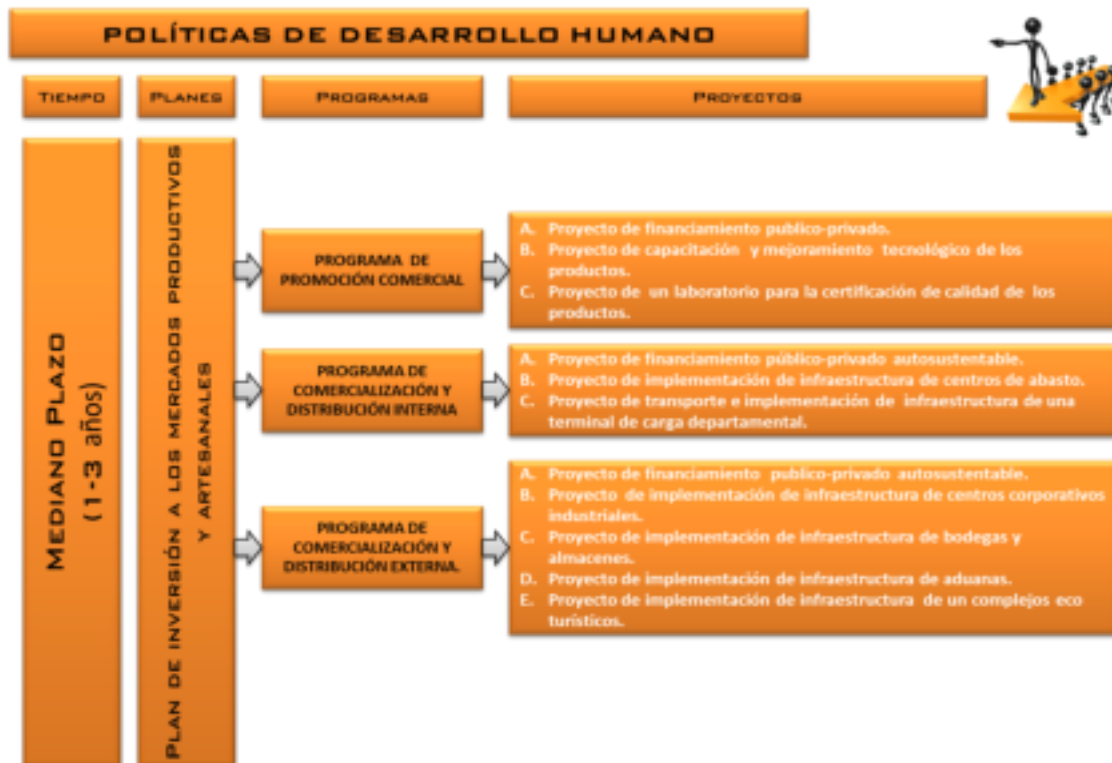 POLÍTICAS DE DESARROLLO HUMANO
TIEMPO
PLANES
PROGRAMAS
PROYECTOS
MEDIANO PLAZO
(1-3 años)
PLAN DE INVERSIÓN A LOS MERCADOS PRODUCTIVOS
Y ARTESANALES
PROGRAMA DE
PROMOCIÓN COMERCIAL
A. Proyecto de financiamiento publico-privado.
B. Proyecto de capacitación y mejoramiento tecnológico de los
productos.
C. Proyecto de un laboratorio para la certificación de calidad de los
productos.
PROGRAMA DE
COMERCIALIZACIÓN Y
DISTRIBUCIÓN INTERNA
A. Proyecto de financiamiento público-privado autosustentable.
B. Proyecto de implementación de infraestructura de centros de abasto.
C. Proyecto de transporte e implementación de infraestructura de una
terminal de carga departamental.
PROGRAMA DE
COMERCIALIZACIÓN Y
DISTRIBUCIÓN EXTERNA.
A. Proyecto de financiamiento publico-privado autosustentable.
B. Proyecto de implementación de infraestructura de centros corporativos
industriales.
C. Proyecto de implementación de infraestructura de bodegas y
almacenes.
D. Proyecto de implementación de infraestructura de aduanas.
E. Proyecto de implementación de infraestructura de un complejos eco
turísticos.